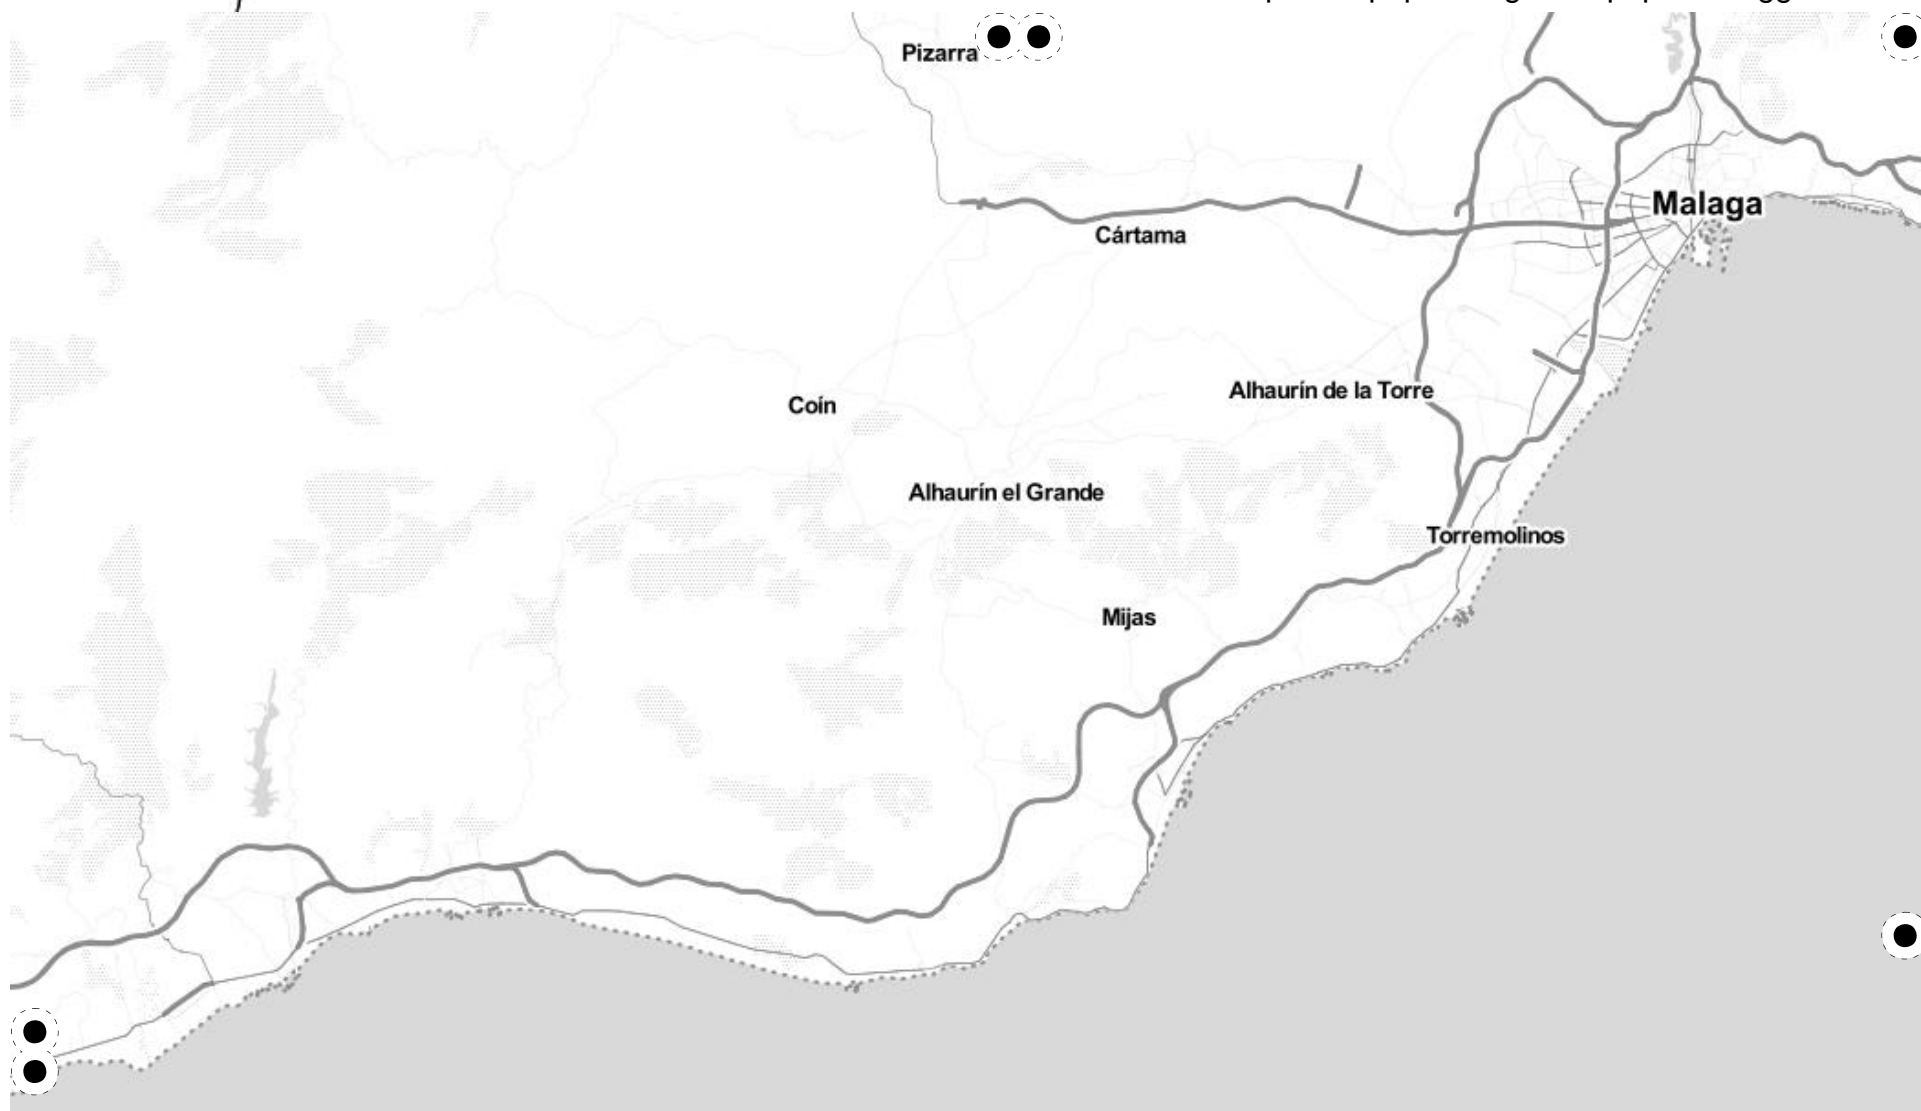 Pizarra
Malaga
Cártama
Alhaurín de la Torre
Coín
Alhaurín el Grande
Torremolinos
Mijas